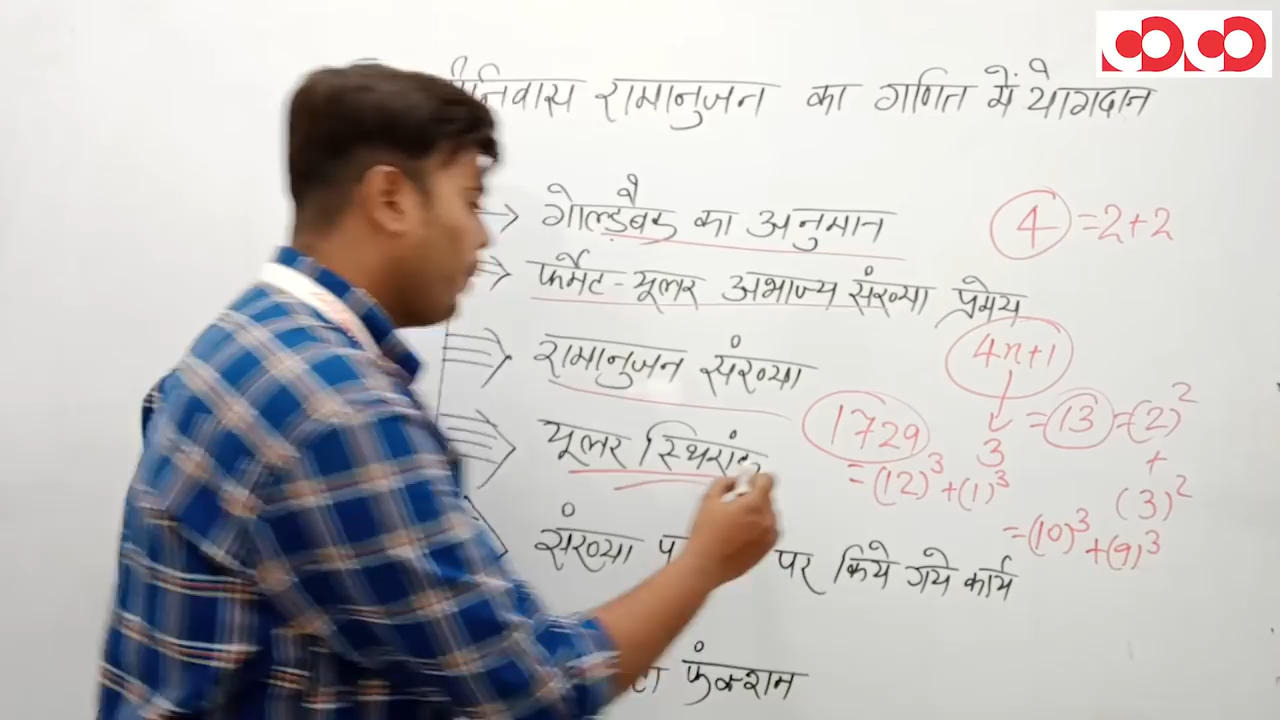 रामानुजन का गणित में योगदान
गोल्ड़बैक का अनुमान
4 = 2 + 2
फर्मेट - यूलर अभाज्य संख्या प्रमेय
4n+1
रामानुजन संख्या
3 = 13 = (2)² + (3)²
1729
= (12)³ + (1)³
= (10)³ + (9)³
यूलर स्थिरांक
संख्या पर किये गये कार्य
फंक्शन